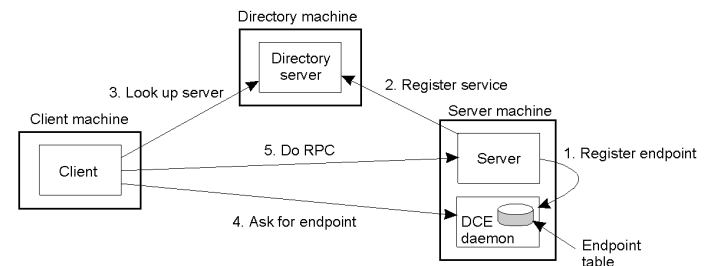 Directory machine
Directory
server
3. Look up server
2. Register service
Client machine
Server machine
Client
5. Do RPC
Server
1. Register endpoint
4. Ask for endpoint
DCE
daemon
Endpoint
table